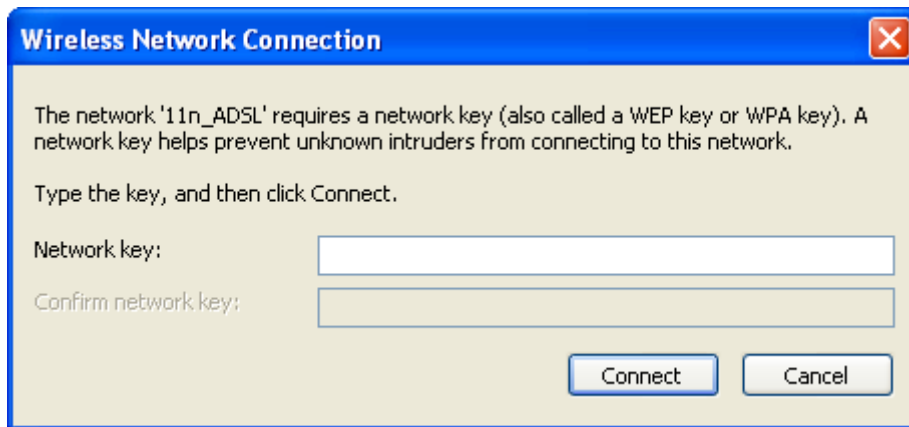 Wireless Network Connection
The network '11n_ADSL' requires a network key (also called a WEP key or WPA key). A
network key helps prevent unknown intruders from connecting to this network.
Type the key, and then click Connect.
Network key:
Confirm network key:
Connect Cancel